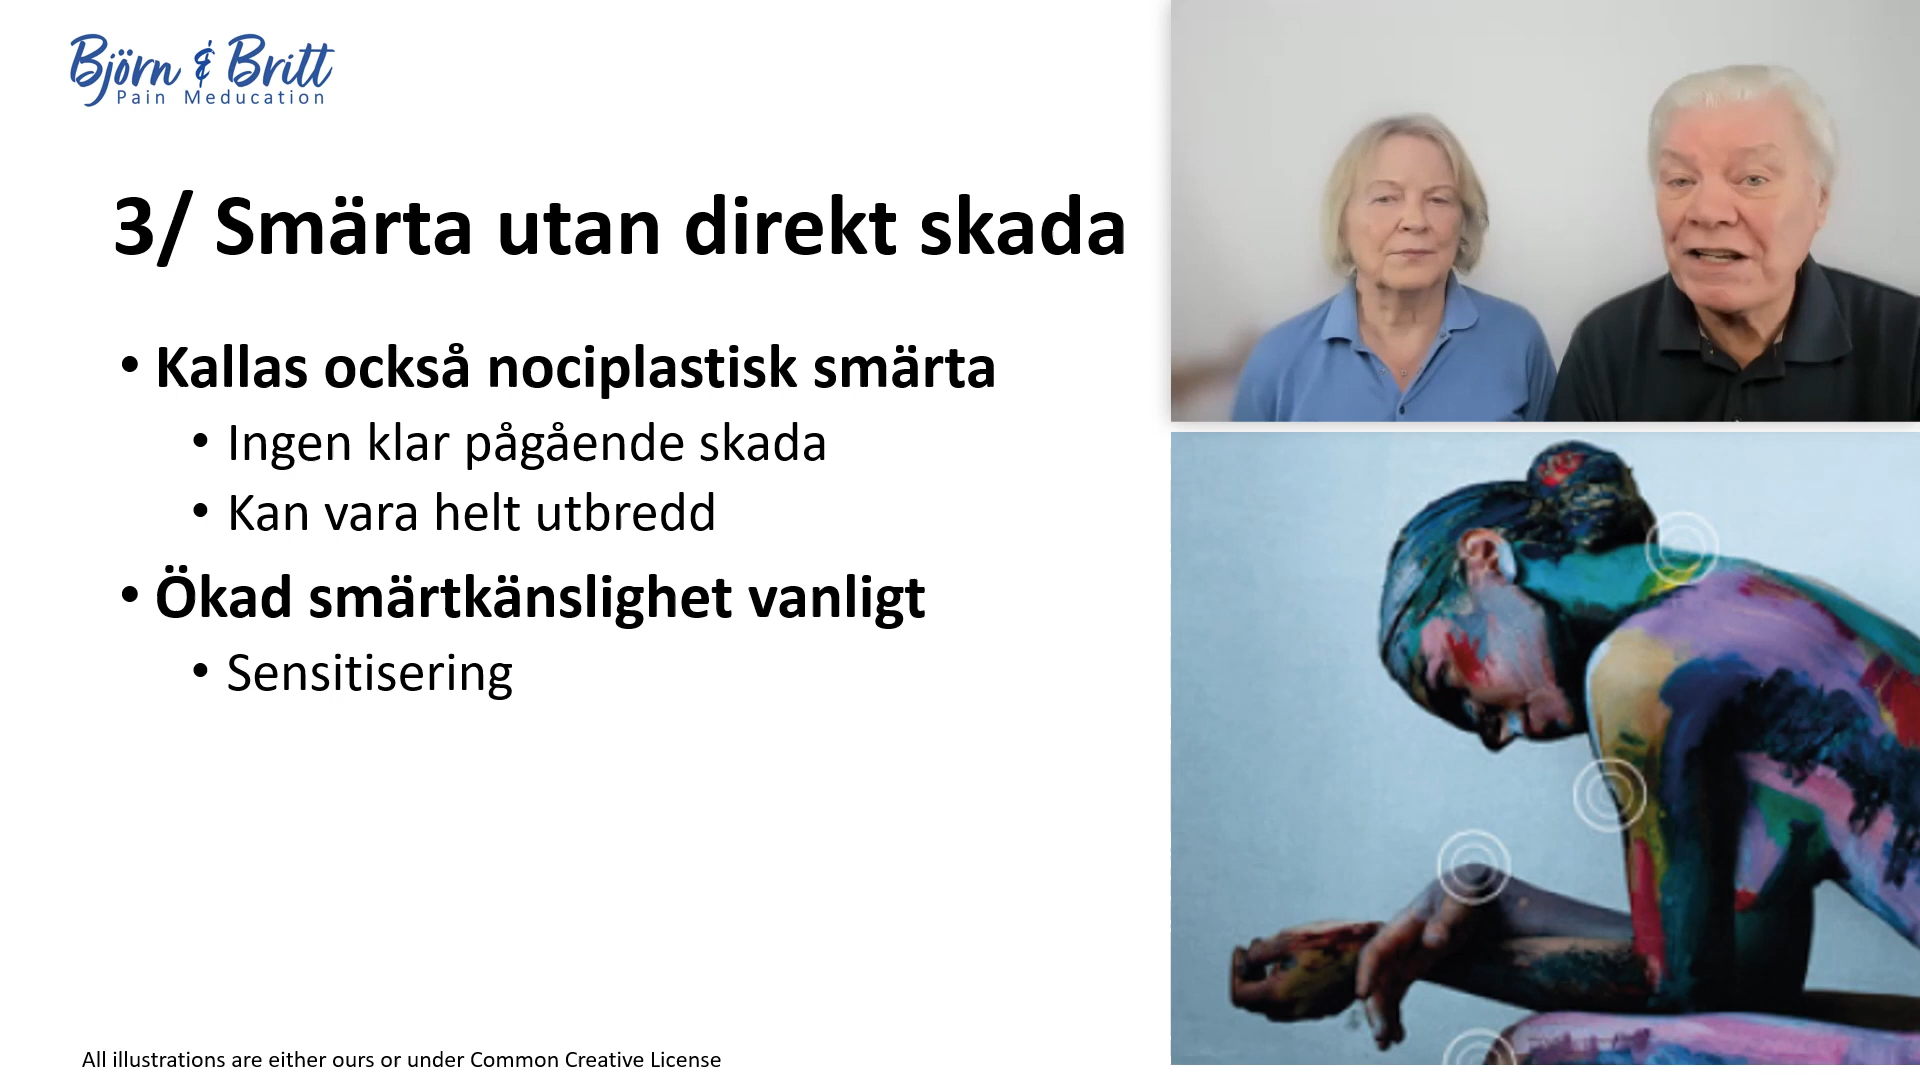 Björn & Britt
Pain Meducation
3/ Smärta utan direkt skada
• Kallas också nociplastisk smärta
• Ingen klar pågående skada
• Kan vara helt utbredd
• Ökad smärtkänslighet vanligt
• Sensitisering
All illustrations are either ours or under Common Creative License